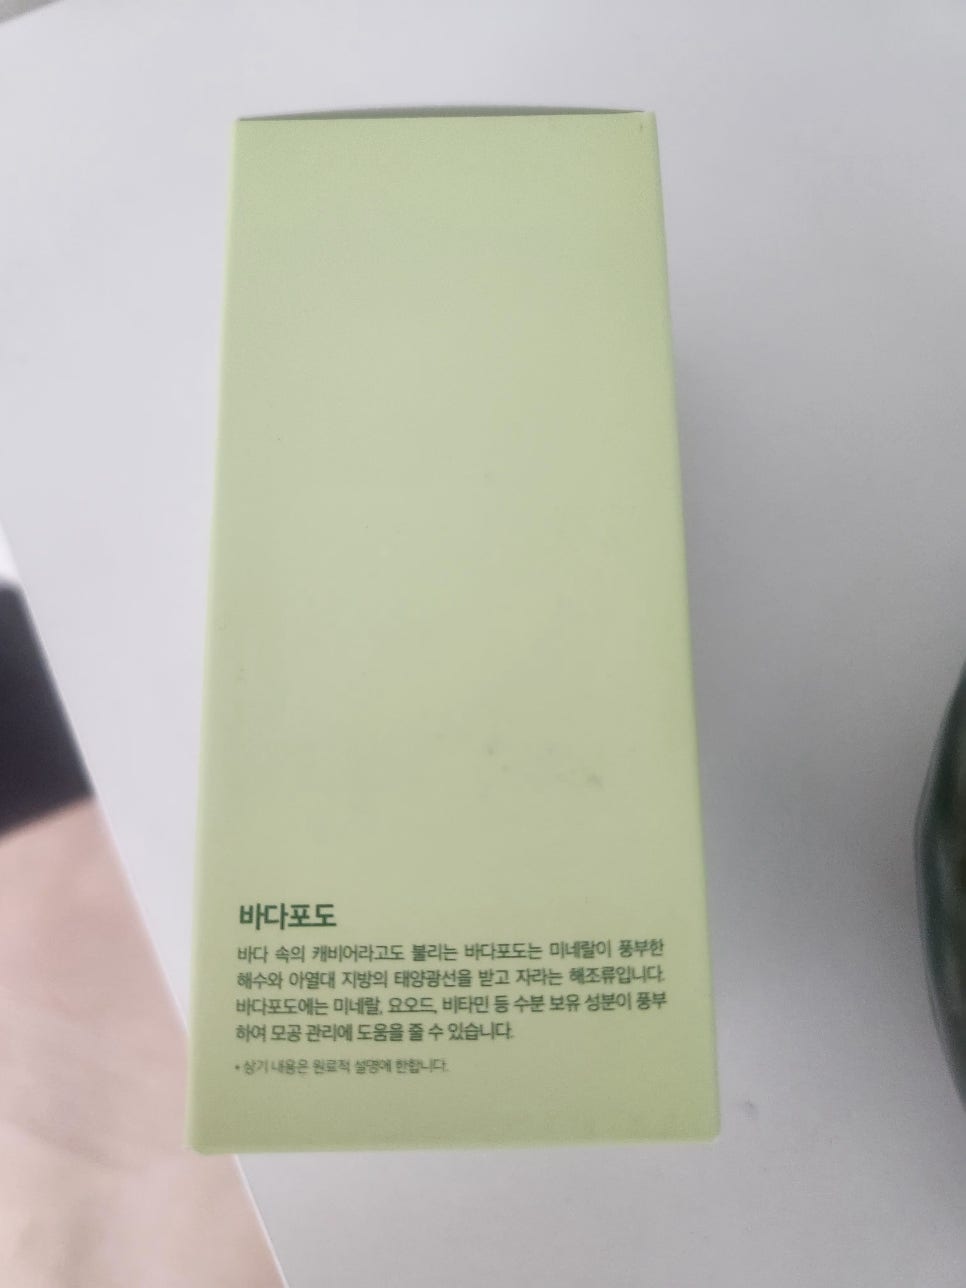 바다포도
바다 속의 캐비어라고도 불리는 바다포도는 미네랄이 풍부한
해수와 아열대 지방의 태양광선을 받고 자라는 해조류입니다.
바다포도에는 미네랄, 요오드, 비타민 등 수분 보유 성분이 풍부
하여 모공 관리에 도움을 줄 수 있습니다.
* 상기 내용은 원료적 설명에 한합니다.